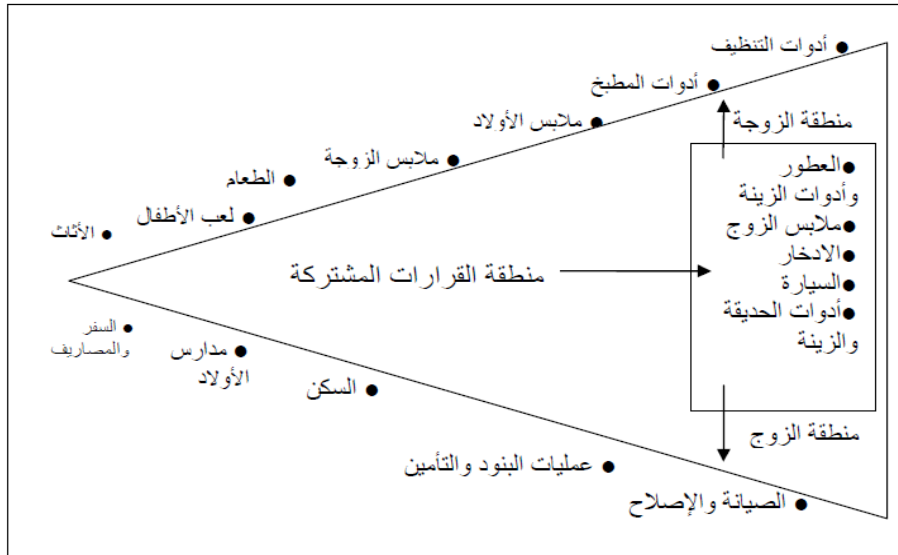 أدوات التنظيف
أدوات المطبخ
منطقة الزوجة
ملابس الأولاد
ملابس الزوجة
الطعام
لعب الأطفال
الأثاث
العطور
وأدوات الزينة
ملابس الزوج
الادخار
السيارة
أدوات الحديقة
والزينة
منطقة القرارات المشتركة
السفر
والمصاريف
مدارس
الأولاد
السكن
منطقة الزوج
عمليات البنود والتأمين
الصيانة والإصلاح